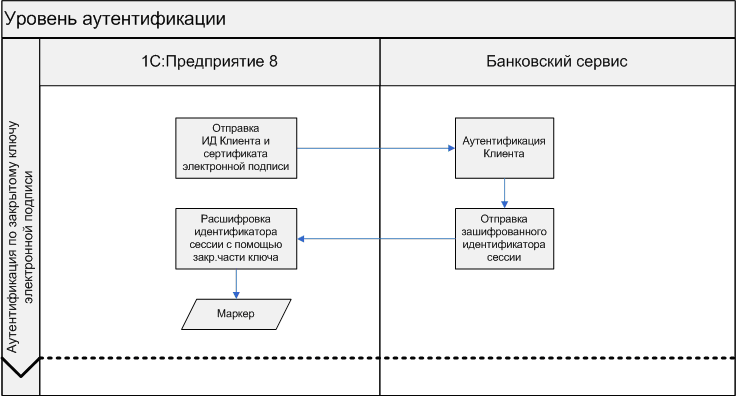 Уровень аутентификации
1С:Предприятие 8
Банковский сервис
Аутентификация по закрытому ключу
электронной подписи
Отправка
ИД Клиента и
сертификата
электронной подписи
Аутентификация
Клиента
Расшифровка
идентификатора
сессии с помощью
закр.части ключа
Отправка
зашифрованного
идентификатора
сессии
Маркер